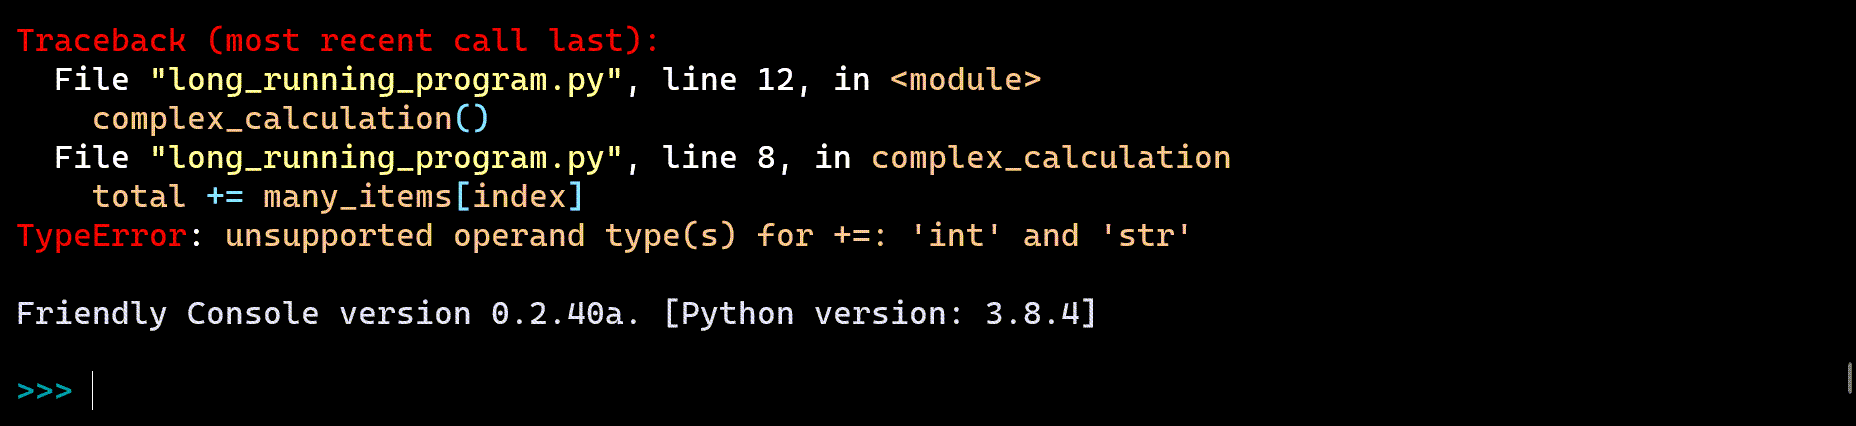 Traceback (most recent call last):
  File "long_running_program.py", line 12, in <module>
    complex_calculation()
  File "long_running_program.py", line 8, in complex_calculation
    total += many_items[index]
TypeError: unsupported operand type(s) for +=: 'int' and 'str'
Friendly Console version 0.2.40a. [Python version: 3.8.4]
>>>